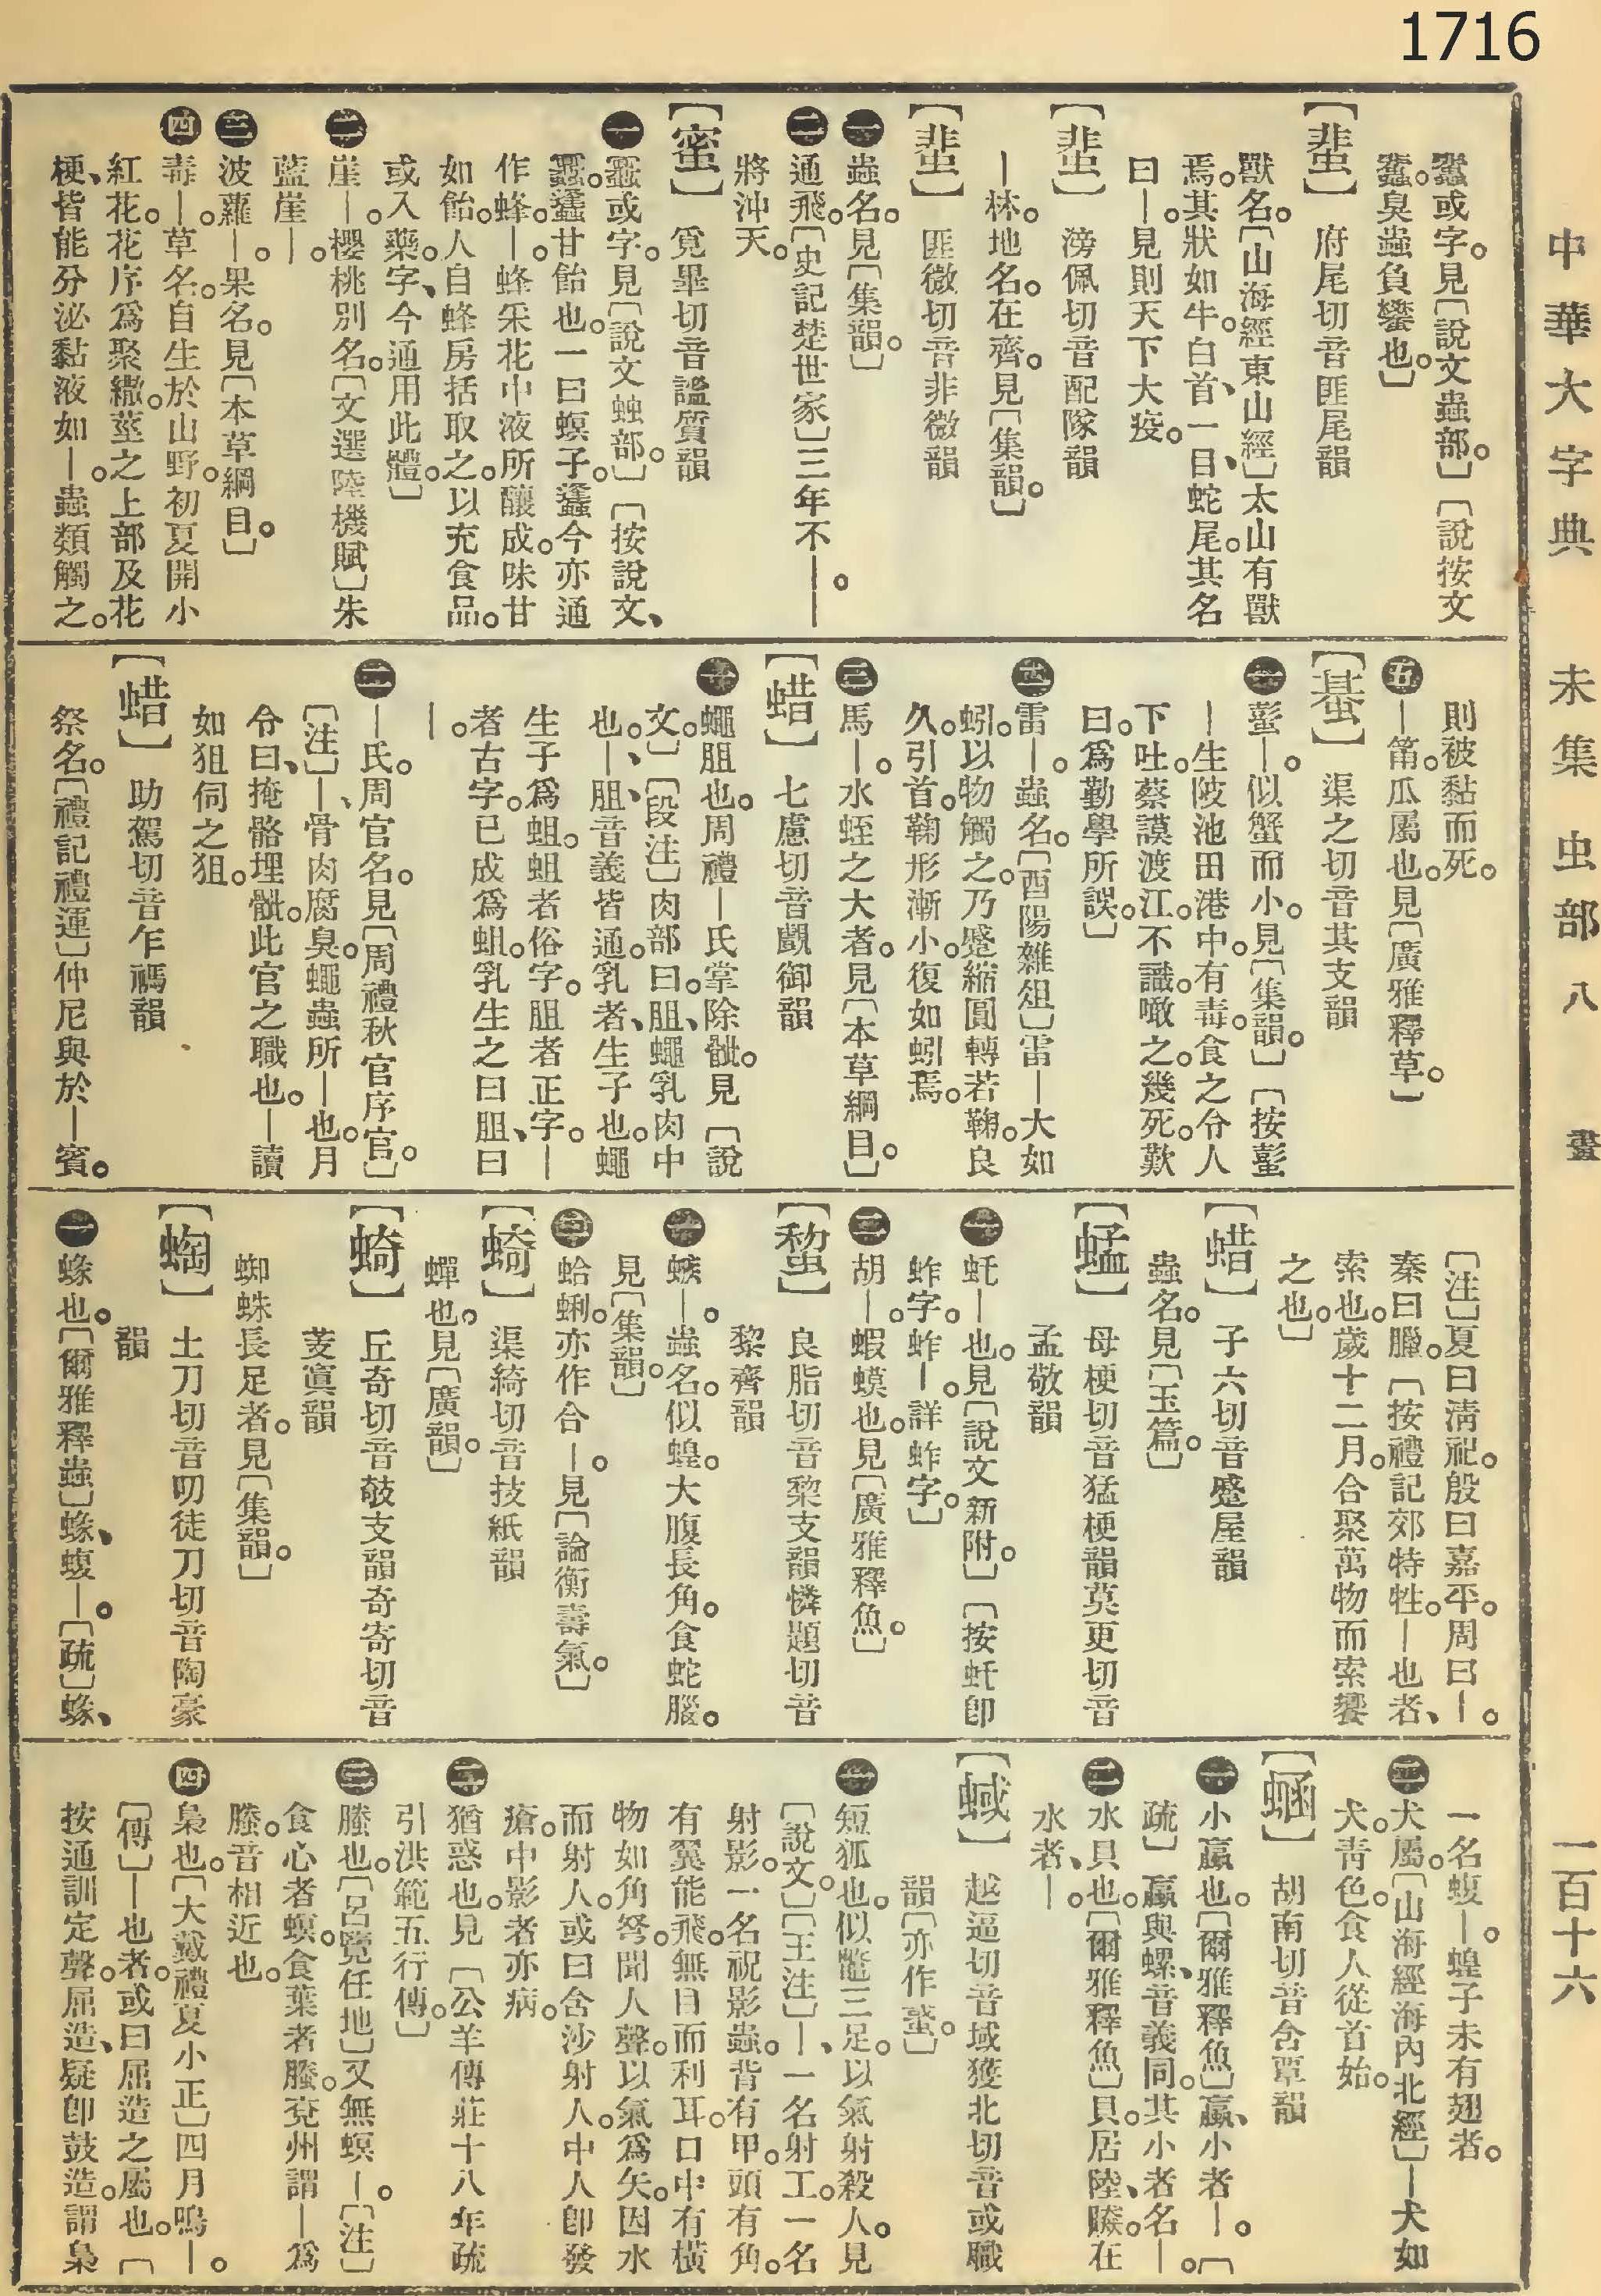 1716
中華大字典 未集 虫部 八畫 一百十六
蠹或字。見〔說文蟲部。〕〔說按文
蠹。臭蟲負蠜也。〕
【蜚】 府尾切音匪尾韻
獸名。〔山海經東山經〕太山有獸
焉。其狀如牛。白首、一目、蛇尾。其名
曰—。見則天下大疫。
【蜚】 滂佩切音配隊韻
—林。地名。在齊。見〔集韻。〕
【蜚】 匪微切音非微韻
㊀蟲名。見〔集韻。〕
㊁通飛。〔史記楚世家〕三年不—。—
將沖天。
【蜜】 覓畢切音謐質韻
㊀𧖅或字。見〔說文䖵部。〕〔按說文、
𧖅。䗬甘飴也。一曰螟子。䗬今亦通
作蜂。—蜂采花中液所釀成。味甘
如飴。人自蜂房括取之。以充食品。
或入藥。字、今通用此體。〕
㊁崖—。櫻桃別名。〔文選陸機賦〕朱
藍崖—。
㊂波蘿—。果名。見〔本草綱目。〕
㊃毒—。草名。自生於山野。初夏開小
紅花。花序爲聚繖。莖之上部及花
梗、皆能分泌黏液如—。蟲類觸之。
則被黏而死。
㊄—筩。瓜屬也。見〔廣雅釋草。〕
【蜝】 渠之切音其支韻
㊀蟚—。似蟹而小。見〔集韻。〕〔按蟚
—生陂池田港中。有毒。食之令人
下吐。蔡謨渡江。不識。噉之。幾死。歎
曰。爲勤學所誤。〕
㊁雷—。蟲名。〔酉陽雜俎〕雷—大如
蚓。以物觸之。乃蹙縮圓轉若鞠。良
久。引首。鞠形漸小。復如蚓焉。
㊂馬—。水蛭之大者。見〔本草綱目。〕
【蜡】 七慮切音覷御韻
㊀蠅胆也。周禮—氏掌除骴。見〔說
文。〕〔段注〕肉部曰。胆、蠅乳肉中
也。—、胆、音義皆通。乳者、生子也。蠅
生子爲蛆。蛆者俗字。胆者正字。—
者古字。已成爲蛆。乳生之曰胆、曰
—。
㊁—氏。周官名。見〔周禮秋官序官。〕
〔注〕—、骨肉腐臭。蠅蟲所—也。月
令曰、掩骼埋骴。此官之職也。—讀
如狙伺之狙。
【蜡】 助駕切音乍禡韻
祭名。〔禮記禮運〕仲尼與於—賓。
〔注〕夏曰淸祀。殷曰嘉平。周曰—。
秦曰臘。〔按禮記郊特牲。—也者、
索也。歲十二月。合聚萬物而索饗
之也。〕
【蜡】 子六切音蹙屋韻
蟲名。見〔玉篇。〕
【蜢】 母梗切音猛梗韻莫更切音
孟敬韻
㊀虴—也。見〔說文新附。〕〔按虴卽
蚱字。蚱—。詳蚱字。〕
㊁胡—。蝦蟆也。見〔廣雅釋魚。〕
【蜊】 良脂切音棃支韻憐題切音
黎齊韻
㊀螏—。蟲名。似蝗。大腹長角。食蛇腦。
見〔集韻。〕
㊁蛤蜊。亦作合—。見〔論衡壽氣。〕
【蜞】 渠綺切音技紙韻
蟬也。見〔廣韻。〕
【蜞】 丘奇切音攲支韻奇寄切音
芰寘韻
蜘蛛長足者。見〔集韻。〕
【蜪】 土刀切音叨徒刀切音陶豪
韻
㊀蝝也。〔爾雅釋蟲〕蝝、蝮—。〔疏〕蝝、
一名蝮—。蝗子未有翅者。
㊁犬屬。〔山海經海內北經〕—犬如
犬。靑色。食人從首始。
【蜬】 胡南切音含覃韻
㊀小蠃也。〔爾雅釋魚〕蠃、小者—。〔
疏〕蠃與螺、音義同。其小者名—。
㊁水貝也。〔爾雅釋魚〕貝。居陸、贆。在
水者、—。
【蜮】 越逼切音域獲北切音或職
韻〔亦作𧌒。〕
㊀短狐也。似鼈三足。以氣射殺人。見
〔說文。〕〔王注〕—、一名射工。一名
射影。一名祝影蟲。背有甲。頭有角。
有翼能飛。無目而利耳。口中有橫
物如角弩。聞人聲。以氣爲矢。因水
而射人。或曰含沙射人。中人卽發
瘡。中影者亦病。
㊁猶惑也。見〔公羊傳莊十八年疏
引洪範五行傳。〕
㊂螣也。〔呂覽任地〕又無螟—。〔注〕
食心者螟。食葉者螣。兗州謂—爲
螣。音相近也。
㊃梟也。〔大戴禮夏小正〕四月鳴—。
〔傳〕—也者。或曰屈造之屬也。〔
按通訓定聲。屈造、疑卽鼓造。謂梟